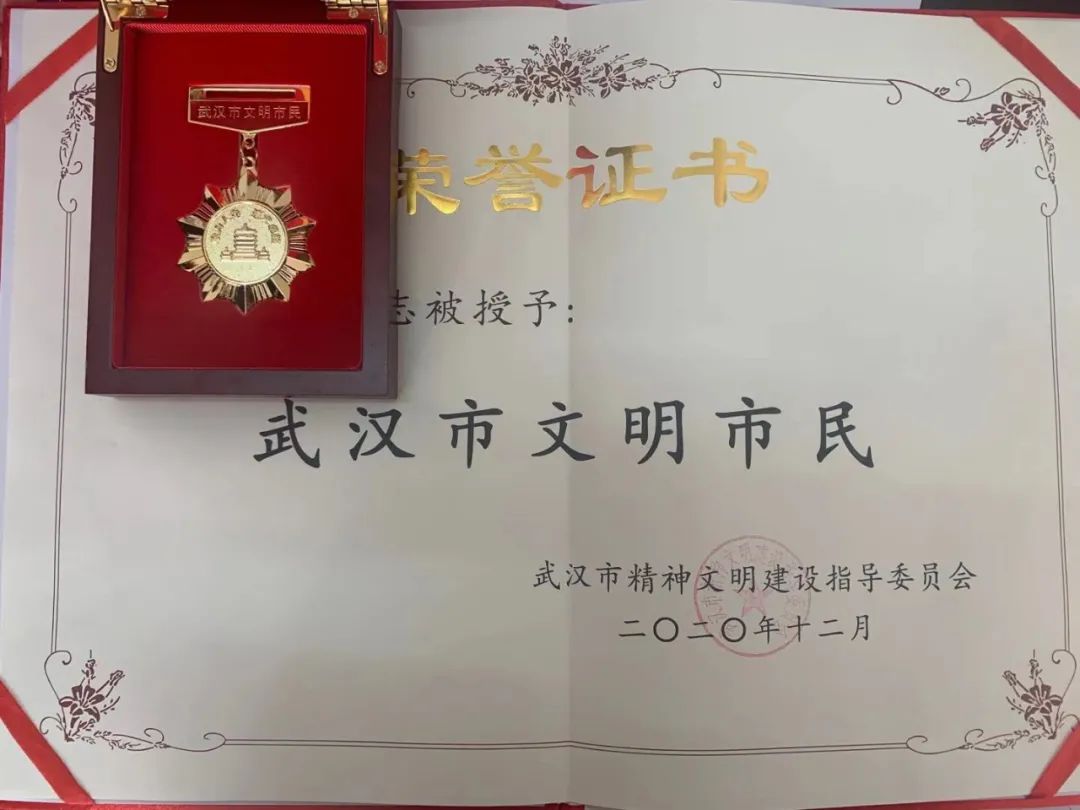 武汉市文明市民
荣誉证书
志被授予：
武汉市文明市民
武汉市精神文明建设指导委员会
二〇二〇年十二月